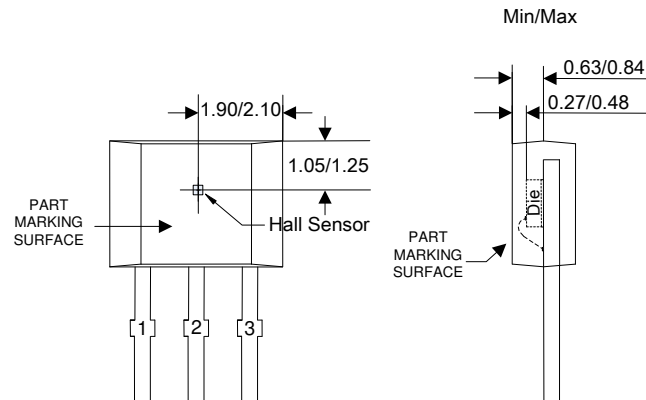 Min/Max
0.63/0.84
0.27/0.48
1.90/2.10
1.05/1.25
Die
PART
MARKING
SURFACE
Hall Sensor
PART
MARKING
SURFACE
1 2 3